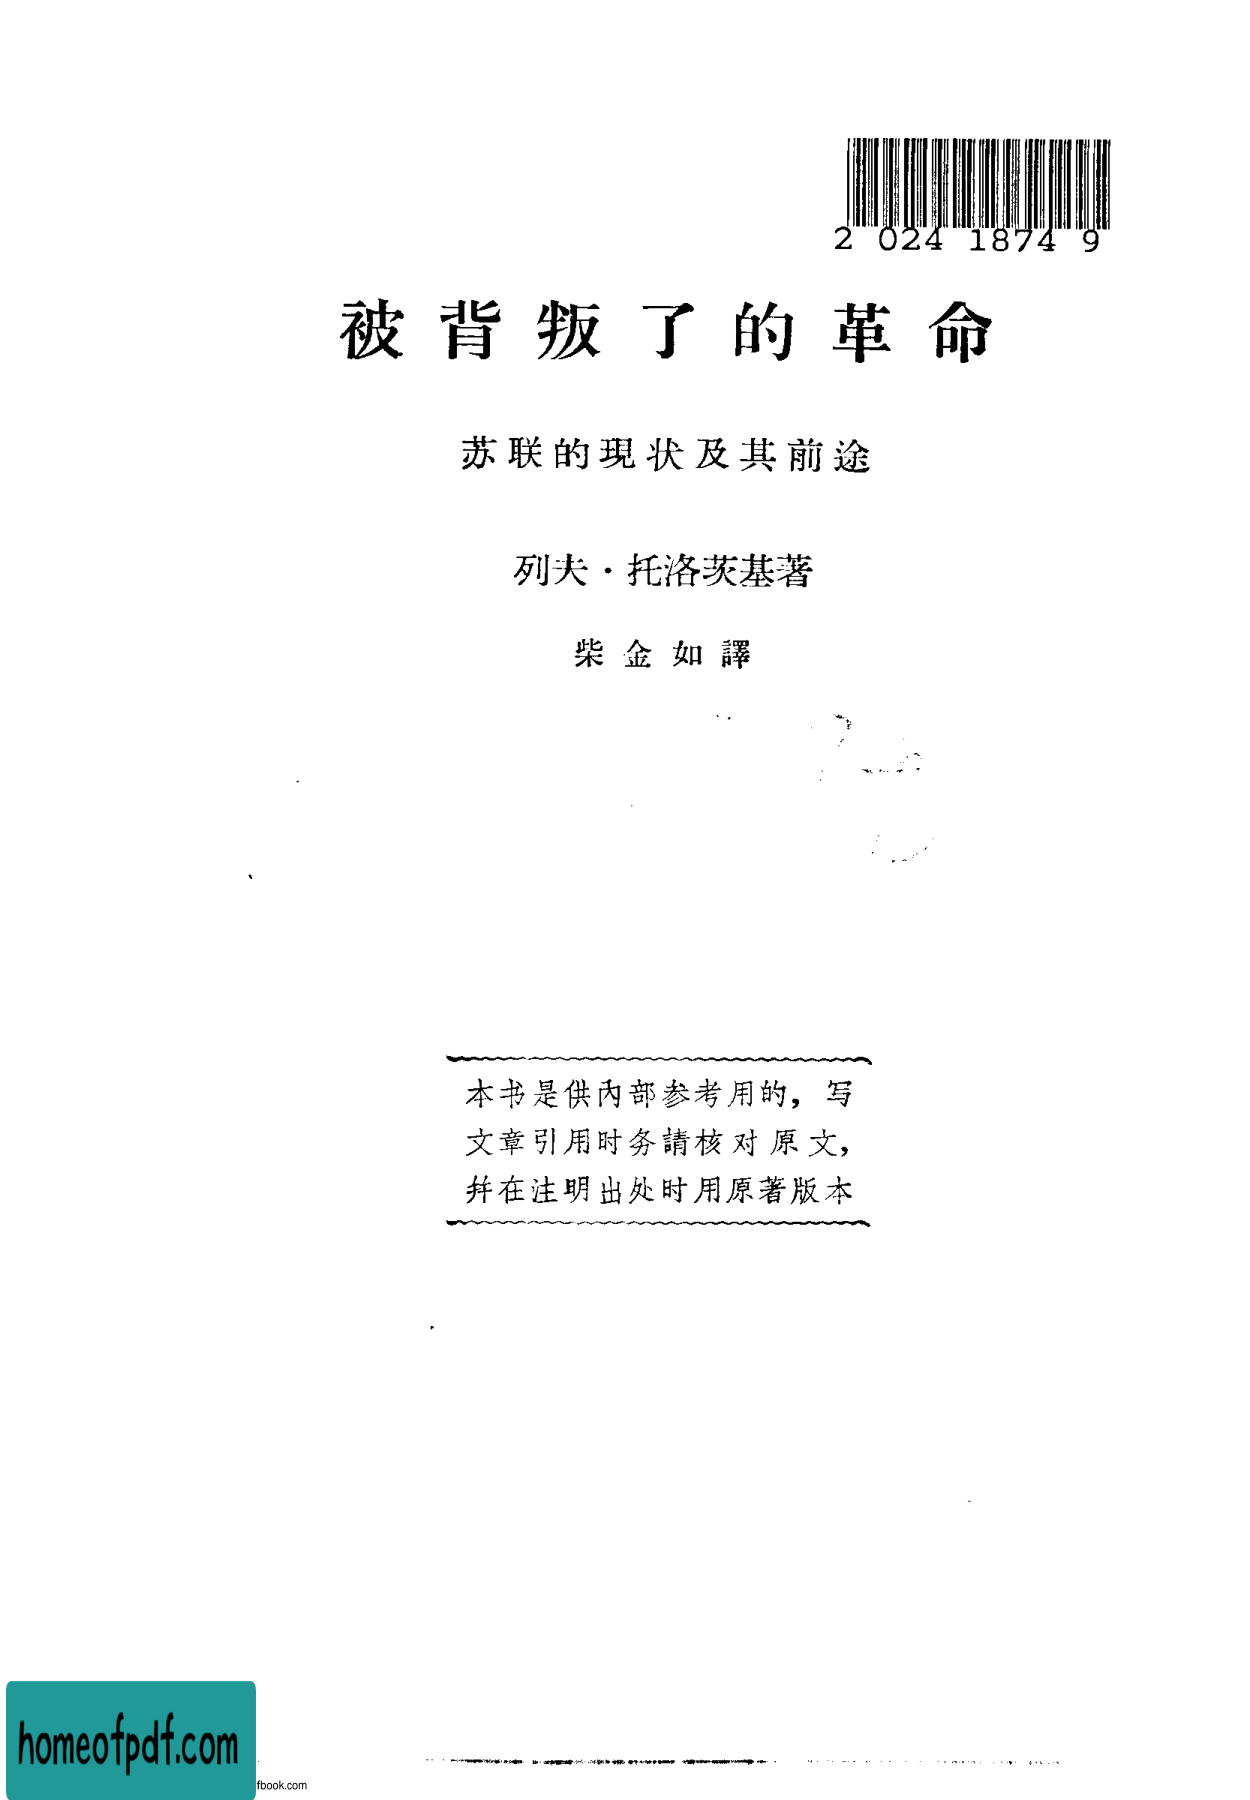 2 024 1874 9
被背叛了的革命
苏联的現状及其前途
列夫·托洛茨基著
柴金如譯
本书是供內部参考用的，写
文章引用时务請核对原文，
幷在注明出处时用原著版本
homeofpdf.com
fbook.com